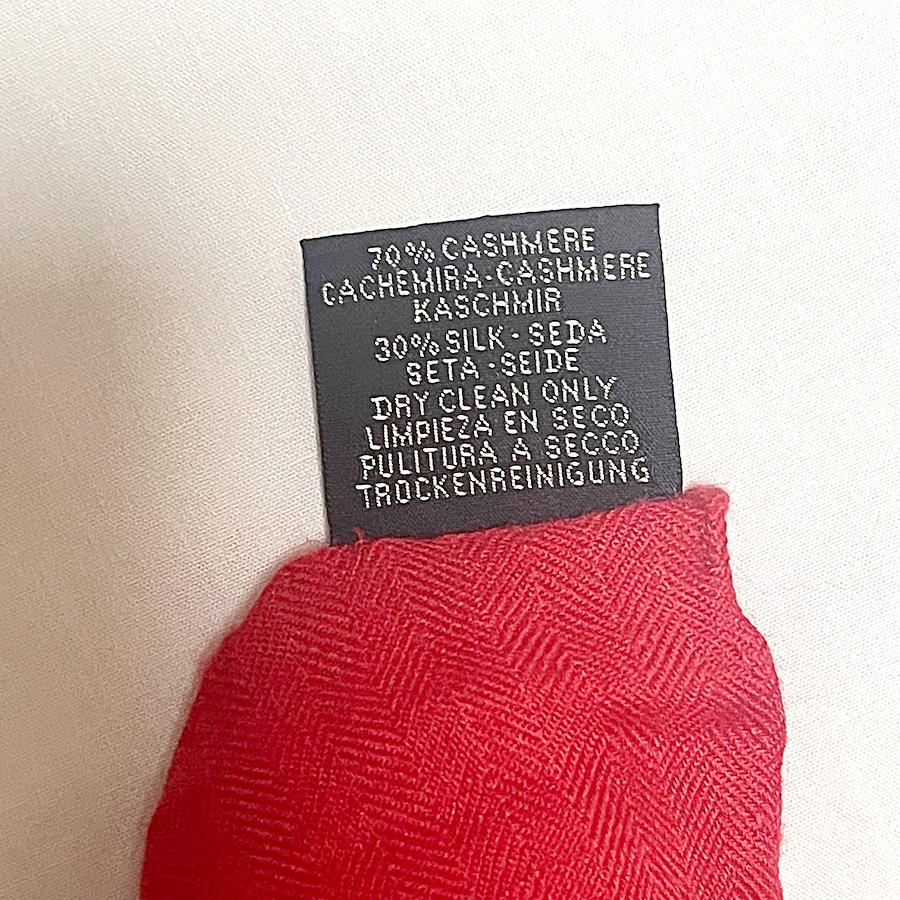 70% CASHMERE
CACHEMIRA·CASHMERE
KASCHMIR
30% SILK·SEDA
SETA·SEIDE
DRY CLEAN ONLY
LIMPIEZA EN SECO
PULITURA A SECCO
TROCKENREINIGUNG